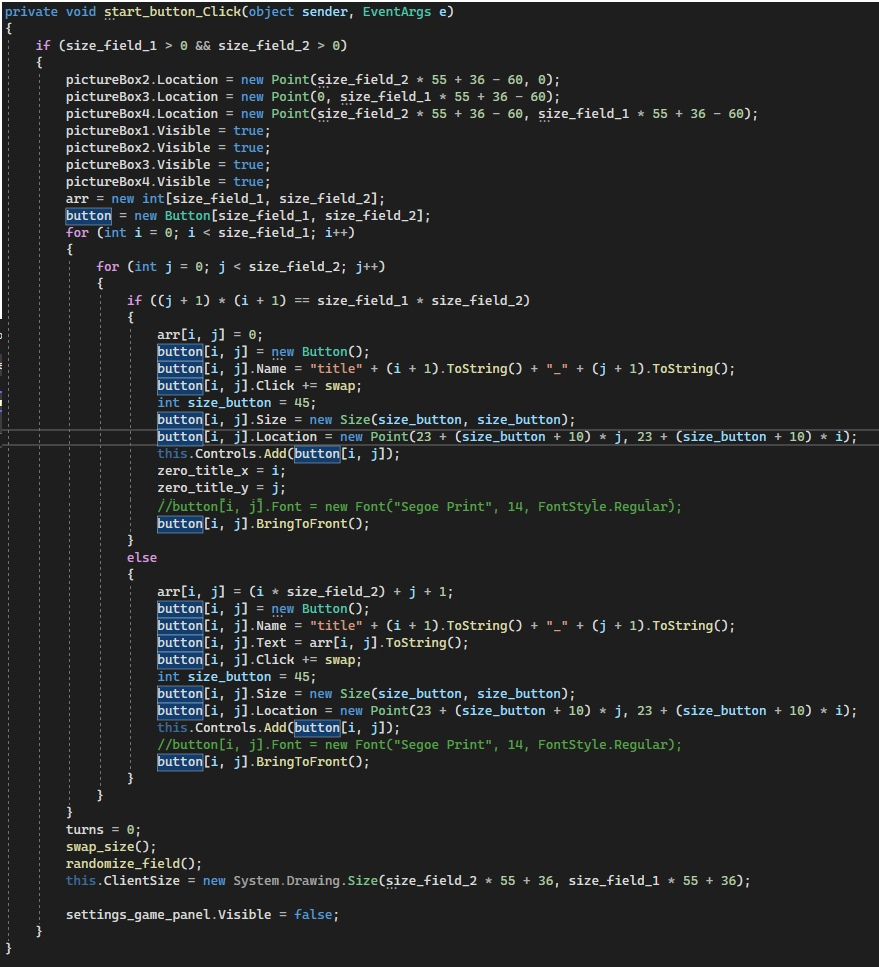 private void start_button_Click(object sender, EventArgs e)
{
if (size_field_1 > 0 && size_field_2 > 0)
{
pictureBox2.Location = new Point(size_field_2 * 55 + 36 - 60, 0);
pictureBox3.Location = new Point(0, size_field_1 * 55 + 36 - 60);
pictureBox4.Location = new Point(size_field_2 * 55 + 36 - 60, size_field_1 * 55 + 36 - 60);
pictureBox1.Visible = true;
pictureBox2.Visible = true;
pictureBox3.Visible = true;
pictureBox4.Visible = true;
arr = new int[size_field_1, size_field_2];
button = new Button[size_field_1, size_field_2];
for (int i = 0; i < size_field_1; i++)
{
for (int j = 0; j < size_field_2; j++)
{
if ((j + 1) * (i + 1) == size_field_1 * size_field_2)
{
arr[i, j] = 0;
button[i, j] = new Button();
button[i, j].Name = "title" + (i + 1).ToString() + "_" + (j + 1).ToString();
button[i, j].Click += swap;
int size_button = 45;
button[i, j].Size = new Size(size_button, size_button);
button[i, j].Location = new Point(23 + (size_button + 10) * j, 23 + (size_button + 10) * i);
this.Controls.Add(button[i, j]);
zero_title_x = i;
zero_title_y = j;
//button[i, j].Font = new Font("Segoe Print", 14, FontStyle.Regular);
button[i, j].BringToFront();
}
else
{
arr[i, j] = (i * size_field_2) + j + 1;
button[i, j] = new Button();
button[i, j].Name = "title" + (i + 1).ToString() + "_" + (j + 1).ToString();
button[i, j].Text = arr[i, j].ToString();
button[i, j].Click += swap;
int size_button = 45;
button[i, j].Size = new Size(size_button, size_button);
button[i, j].Location = new Point(23 + (size_button + 10) * j, 23 + (size_button + 10) * i);
this.Controls.Add(button[i, j]);
//button[i, j].Font = new Font("Segoe Print", 14, FontStyle.Regular);
button[i, j].BringToFront();
}
}
}
turns = 0;
swap_size();
randomize_field();
this.ClientSize = new System.Drawing.Size(size_field_2 * 55 + 36, size_field_1 * 55 + 36);
settings_game_panel.Visible = false;
}
}